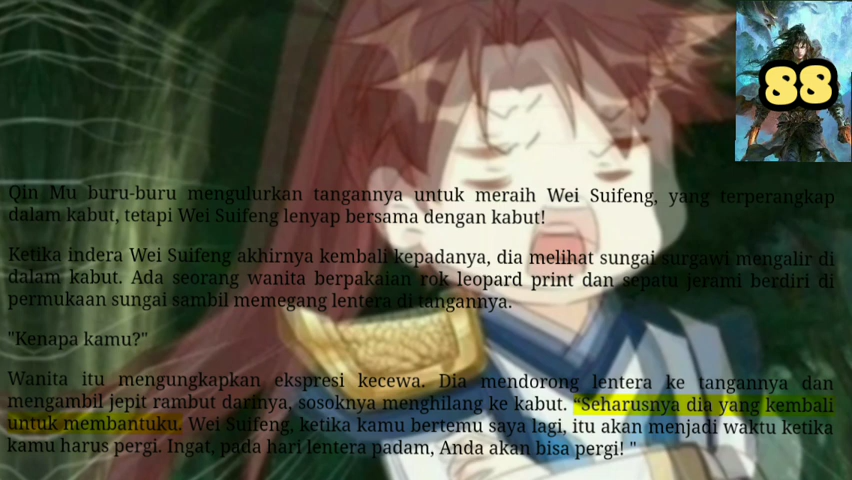 88
Qin Mu buru-buru mengulurkan tangannya untuk meraih Wei Suifeng, yang terperangkap
dalam kabut, tetapi Wei Suifeng lenyap bersama dengan kabut!
Ketika indera Wei Suifeng akhirnya kembali kepadanya, dia melihat sungai surgawi mengalir di
dalam kabut. Ada seorang wanita berpakaian rok leopard print dan sepatu jerami berdiri di
permukaan sungai sambil memegang lentera di tangannya.
"Kenapa kamu?"
Wanita itu mengungkapkan ekspresi kecewa. Dia mendorong lentera ke tangannya dan
mengambil jepit rambut darinya, sosoknya menghilang ke kabut. “Seharusnya dia yang kembali
untuk membantuku. Wei Suifeng, ketika kamu bertemu saya lagi, itu akan menjadi waktu ketika
kamu harus pergi. Ingat, pada hari lentera padam, Anda akan bisa pergi! "